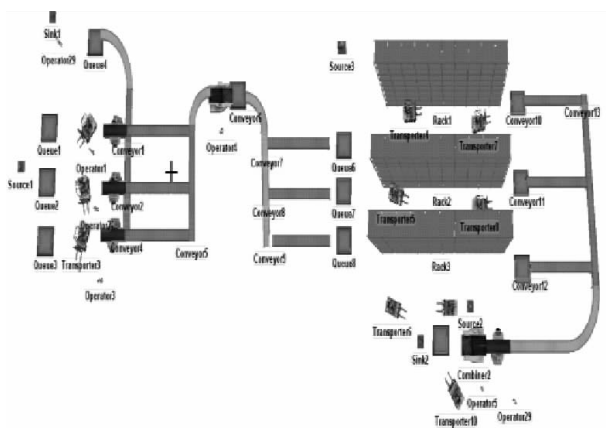 Sink1
Operator29
Queue4
Source3
Conveyor6
Conveyor13
Rack1
Conveyor10
Transporter4
Transporter7
Queue1
Conveyor1
Operator4
Operator1
Conveyor7
Queue6
Source1
Queue2
Conveyor2
Rack2
Conveyor11
Transporter5
Transporter8
Conveyor8
Queue7
Conveyor4
Conveyor5
Queue3
Transporter3
Conveyor9
Queue8
Rack3
Operator3
Conveyor12
Source2
Transporter6
Sink2
Combiner2
Operator5
Operator29
Transporter10